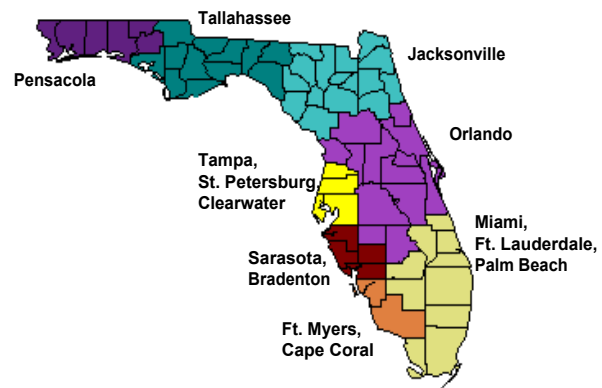 Tallahassee
Jacksonville
Pensacola
Orlando
Tampa,
St. Petersburg
Clearwater
Miami,
Ft. Lauderdale,
Palm Beach
Sarasota,
Bradenton
Ft. Myers,
Cape Coral